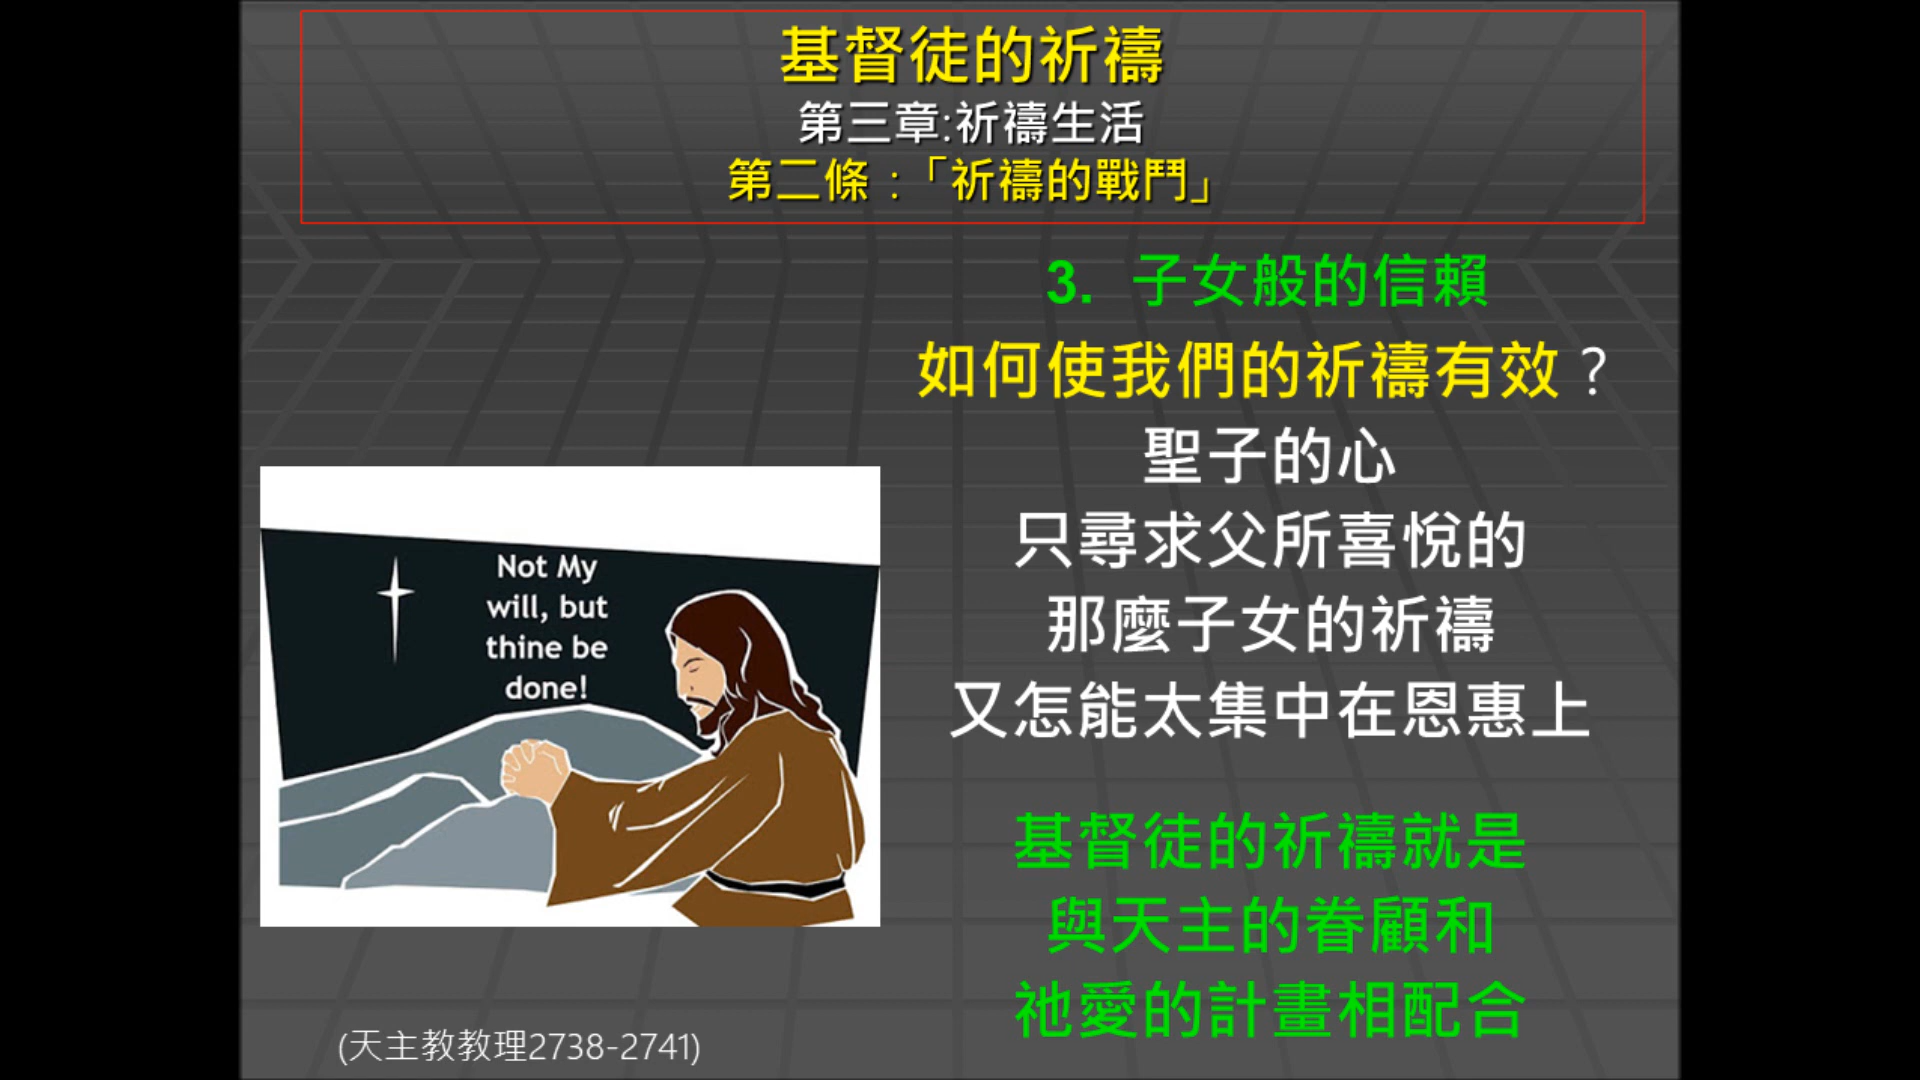 基督徒的祈禱
第三章:祈禱生活
第二條：「祈禱的戰鬥」
3. 子女般的信賴
如何使我們的祈禱有效？
聖子的心
只尋求父所喜悅的
那麼子女的祈禱
又怎能太集中在恩惠上
基督徒的祈禱就是
與天主的眷顧和
祂愛的計畫相配合
Not My
will, but
thine be
done!
(天主教教理2738-2741)